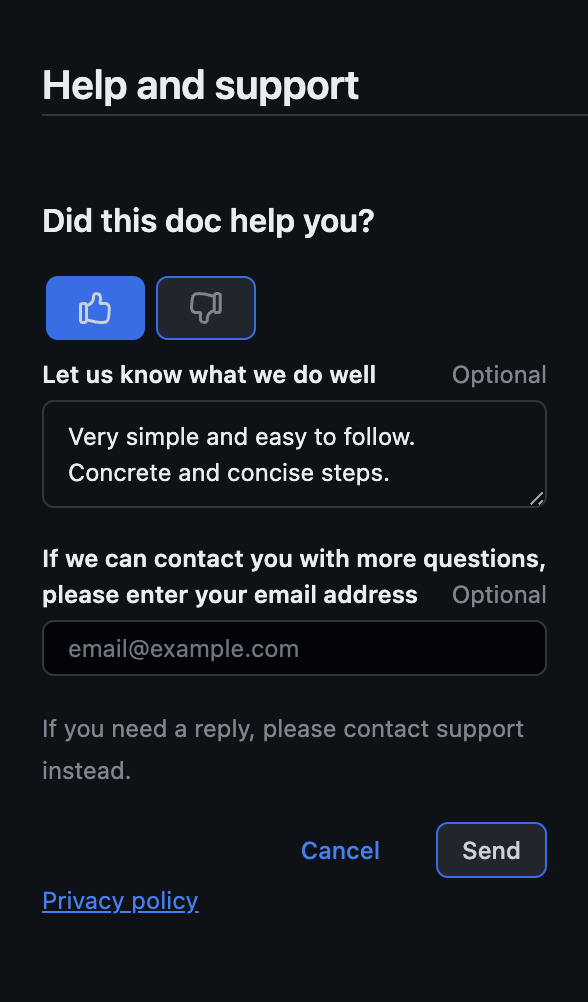 Help and support
Did this doc help you?
Let us know what we do well Optional
Very simple and easy to follow.
Concrete and concise steps.
If we can contact you with more questions,
please enter your email address Optional
email@example.com
If you need a reply, please contact support
instead.
Cancel Send
Privacy policy